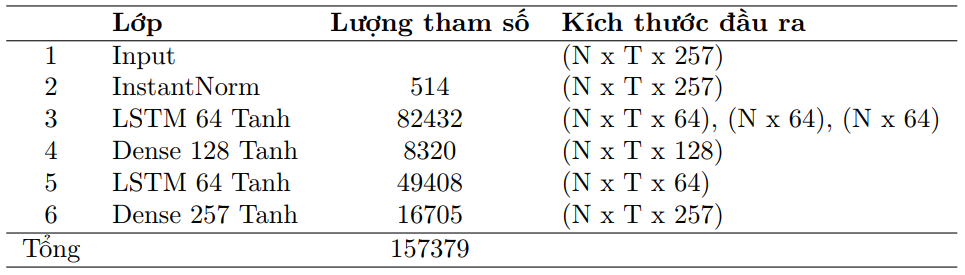 Lớp Lượng tham số Kích thước đầu ra
1 Input (N x T x 257)
2 InstantNorm 514 (N x T x 257)
3 LSTM 64 Tanh 82432 (N x T x 64), (N x 64), (N x 64)
4 Dense 128 Tanh 8320 (N x T x 128)
5 LSTM 64 Tanh 49408 (N x T x 64)
6 Dense 257 Tanh 16705 (N x T x 257)
Tổng 157379